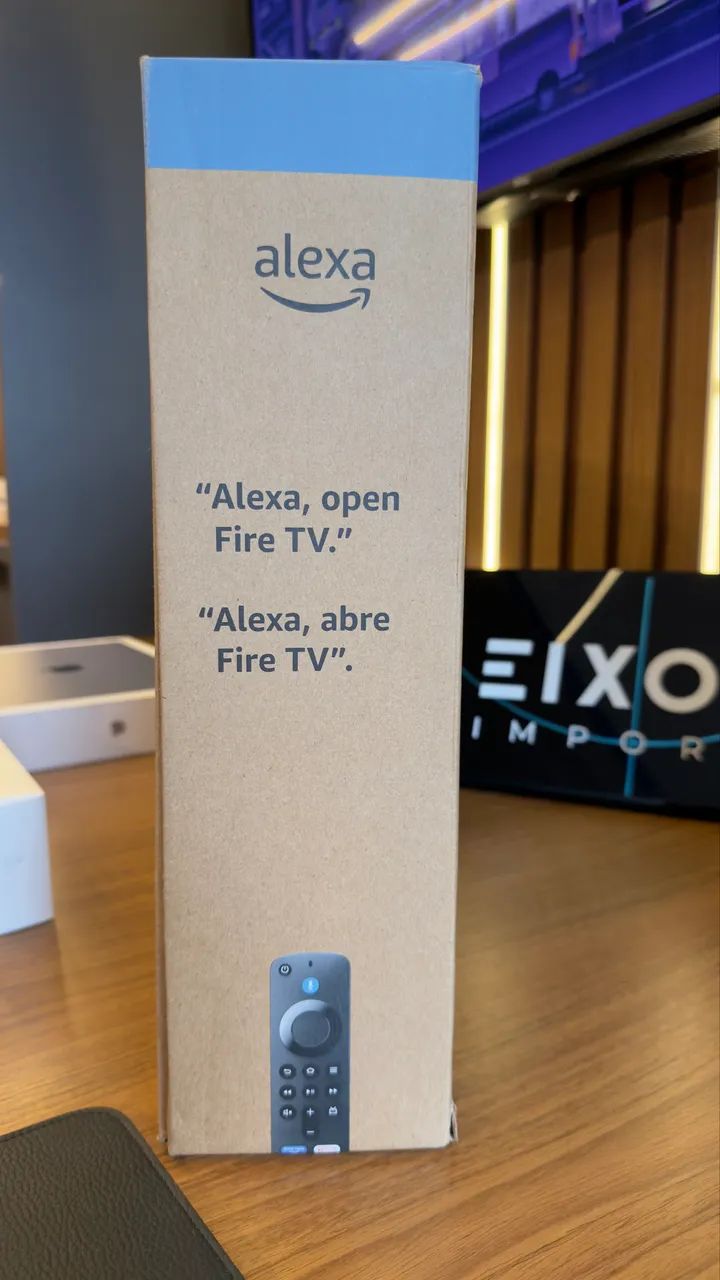 alexa
“Alexa, open
Fire TV.”
“Alexa, abre
Fire TV”.
EIXO
IMPOR